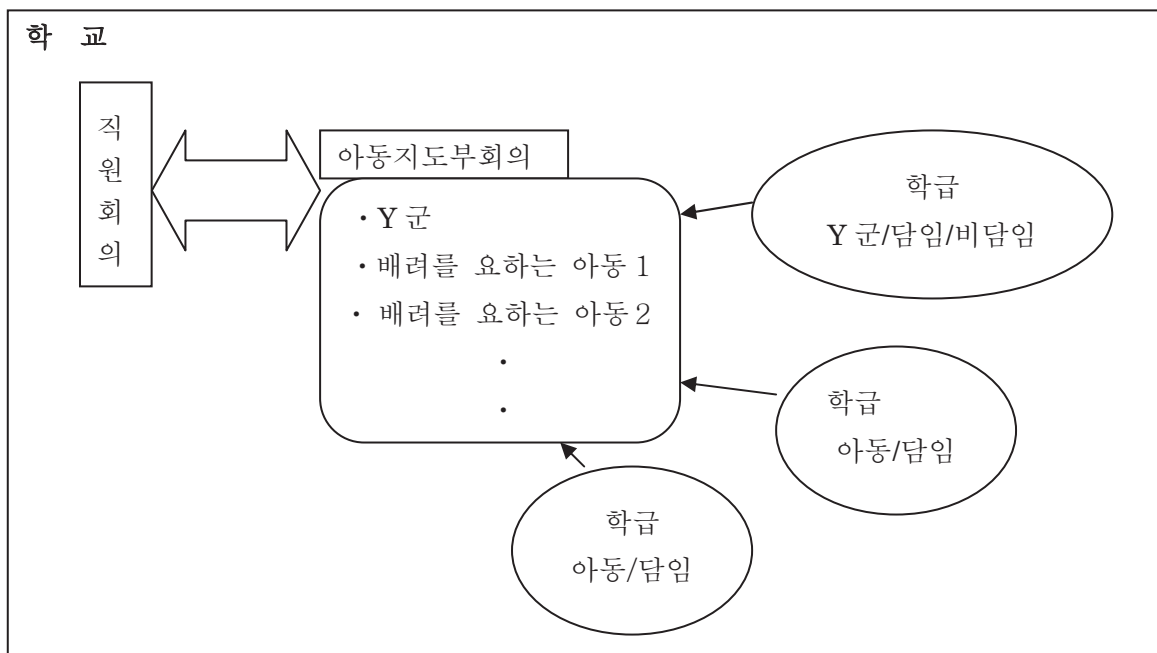 학 교
직
원
회
의
아동지도부회의
・Y 군
・배려를 요하는 아동1
・ 배려를 요하는 아동2
・
・
학급
Y 군/담임/비담임
학급
아동/담임
학급
아동/담임